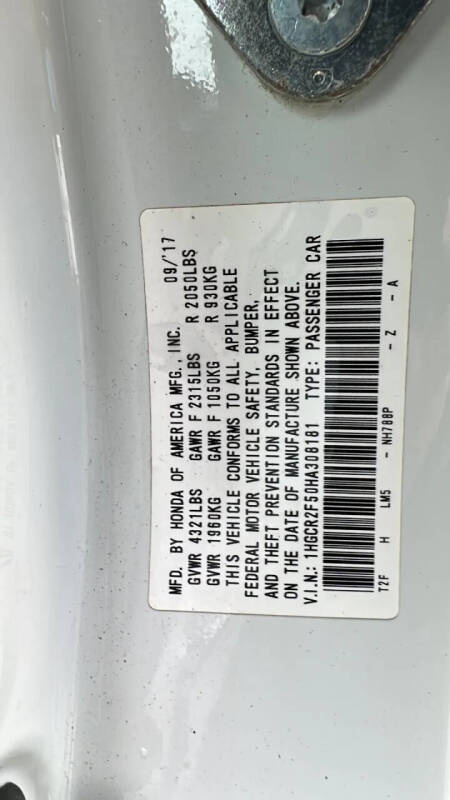 MFD. BY HONDA OF AMERICA MFG., INC. 09/'17
GVWR 4321LBS GAWR F 2315LBS R 2050LBS
GVWR 1960KG GAWR F 1050KG R 930KG
THIS VEHICLE CONFORMS TO ALL APPLICABLE
FEDERAL MOTOR VEHICLE SAFETY, BUMPER,
AND THEFT PREVENTION STANDARDS IN EFFECT
ON THE DATE OF MANUFACTURE SHOWN ABOVE.
V.I.N.: 1HGCR2F50HA308181 TYPE: PASSENGER CAR
T2F H LM5 - NH788P - Z - A